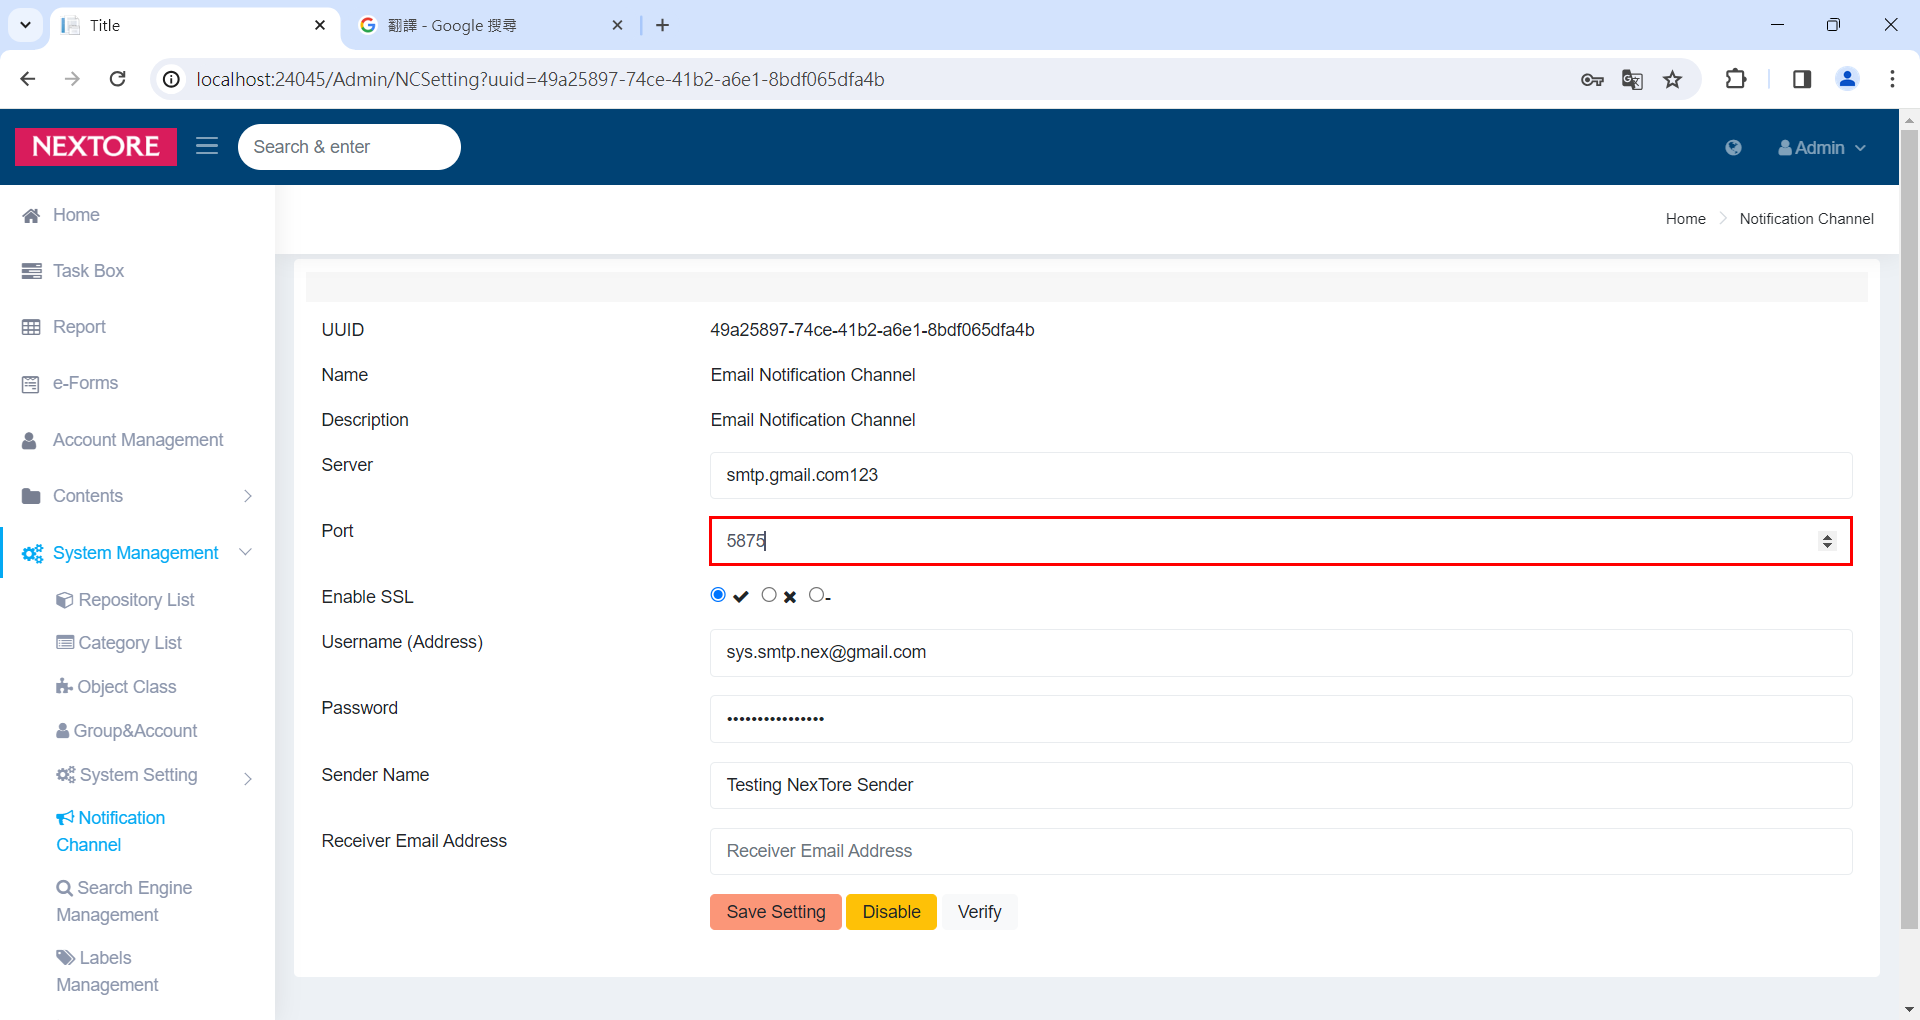 Title
翻譯 - Google 搜尋
localhost:24045/Admin/NCSetting?uuid=49a25897-74ce-41b2-a6e1-8bdf065dfa4b
NEXTORE
Search & enter
Admin
Home
Task Box
Report
e-Forms
Account Management
Contents
System Management
Repository List
Category List
Object Class
Group&Account
System Setting
Notification
Channel
Search Engine
Management
Labels
Management
Home
Notification Channel
UUID
49a25897-74ce-41b2-a6e1-8bdf065dfa4b
Name
Email Notification Channel
Description
Email Notification Channel
Server
smtp.gmail.com123
Port
5875
Enable SSL
-
Username (Address)
sys.smtp.nex@gmail.com
Password
••••••••••••••••
Sender Name
Testing NexTore Sender
Receiver Email Address
Receiver Email Address
Save Setting
Disable
Verify